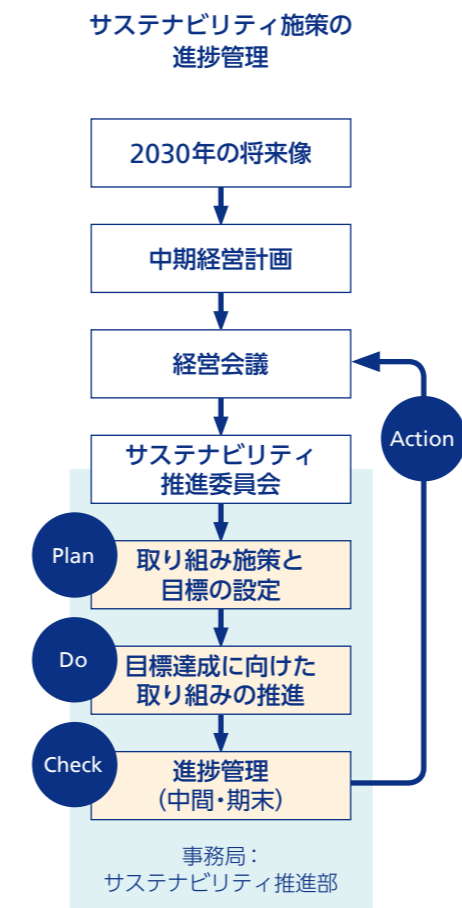 サステナビリティ施策の
進捗管理
2030年の将来像
中期経営計画
経営会議
Action
サステナビリティ
推進委員会
Plan
取り組み施策と
目標の設定
Do
目標達成に向けた
取り組みの推進
Check
進捗管理
（中間・期末）
事務局：
サステナビリティ推進部